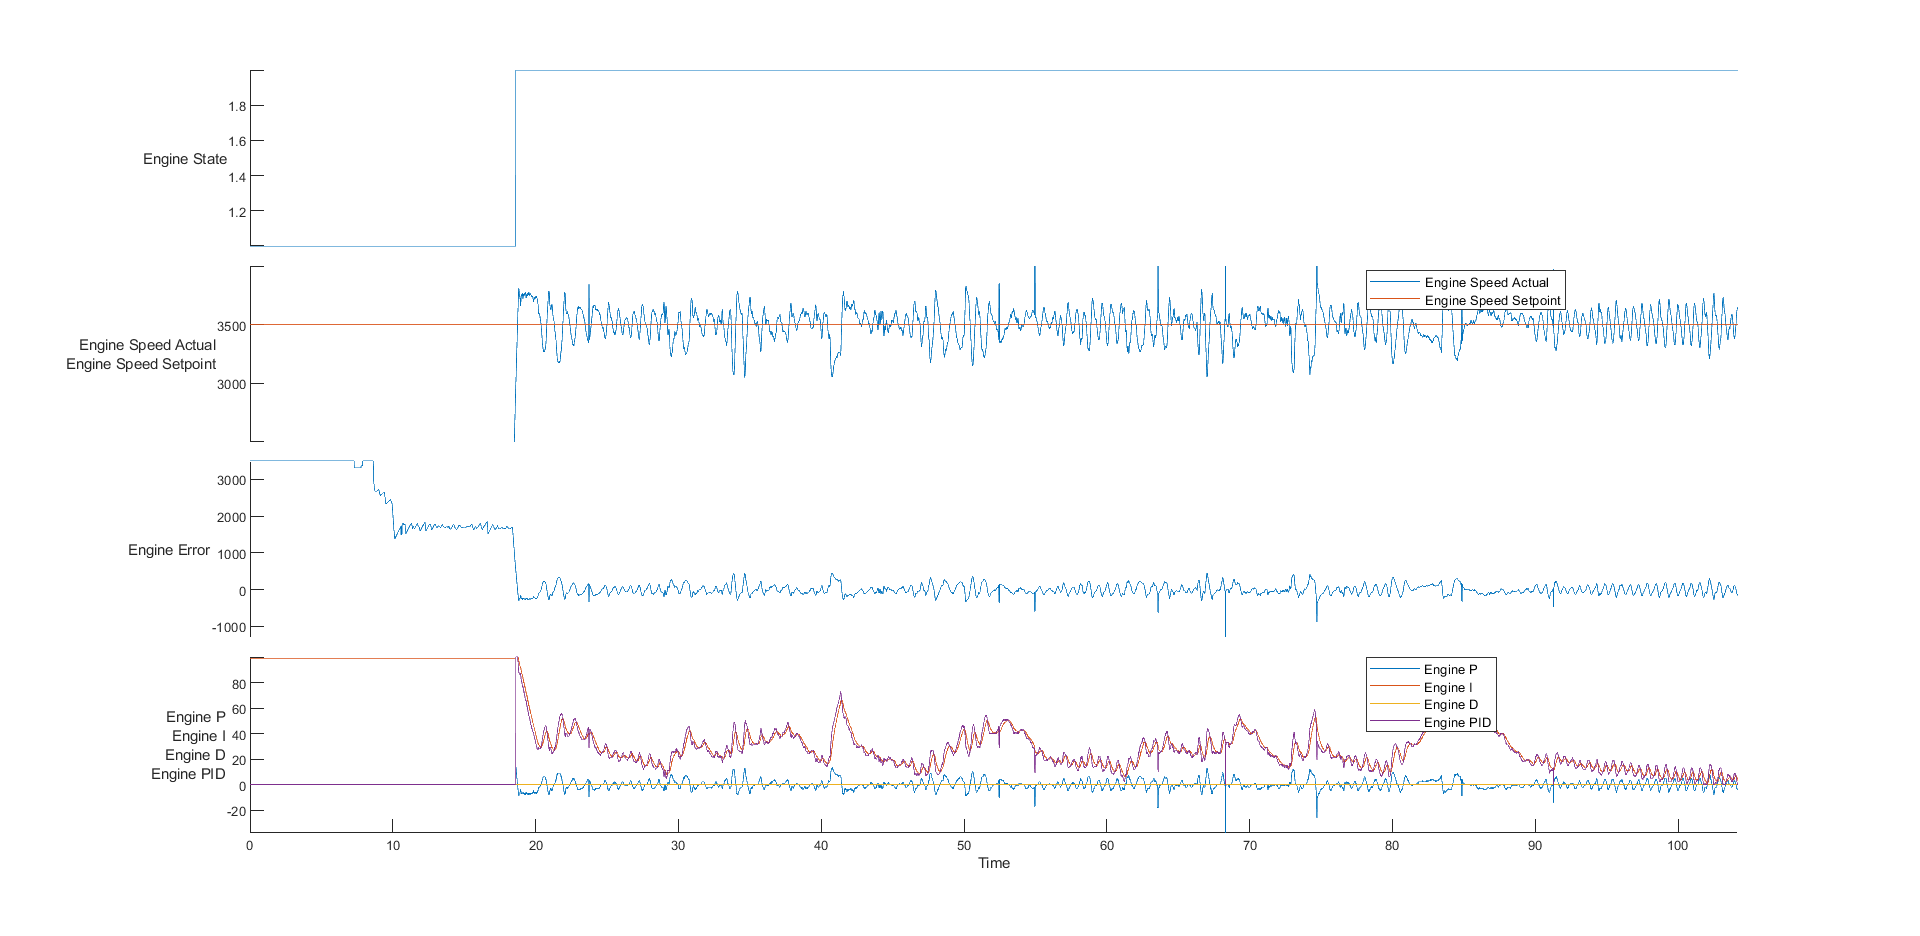 1.8
1.6
Engine State
1.4
1.2
Engine Speed Actual
Engine Speed Setpoint
3500
Engine Speed Actual
Engine Speed Setpoint
3000
3000
2000
Engine Error
1000
0
-1000
Engine P
Engine I
Engine D
Engine PID
80
60
40
20
0
-20
Engine P
Engine I
Engine D
Engine PID
0 10 20 30 40 50 60 70 80 90 100
Time